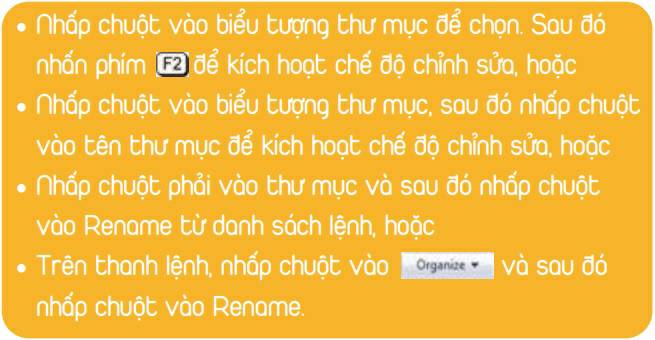 • Nhấp chuột vào biểu tượng thư mục để chọn. Sau đó
nhấn phím F2 để kích hoạt chế độ chỉnh sửa, hoặc
• Nhấp chuột vào biểu tượng thư mục, sau đó nhấp chuột
vào tên thư mục để kích hoạt chế độ chỉnh sửa, hoặc
• Nhấp chuột phải vào thư mục và sau đó nhấp chuột
vào Rename từ danh sách lệnh, hoặc
• Trên thanh lệnh, nhấp chuột vào Organize ▾ và sau đó
nhấp chuột vào Rename.